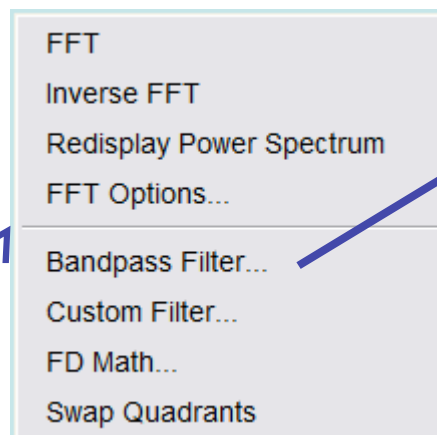 FFT
Inverse FFT
Redisplay Power Spectrum
FFT Options...
Bandpass Filter...
Custom Filter...
FD Math...
Swap Quadrants